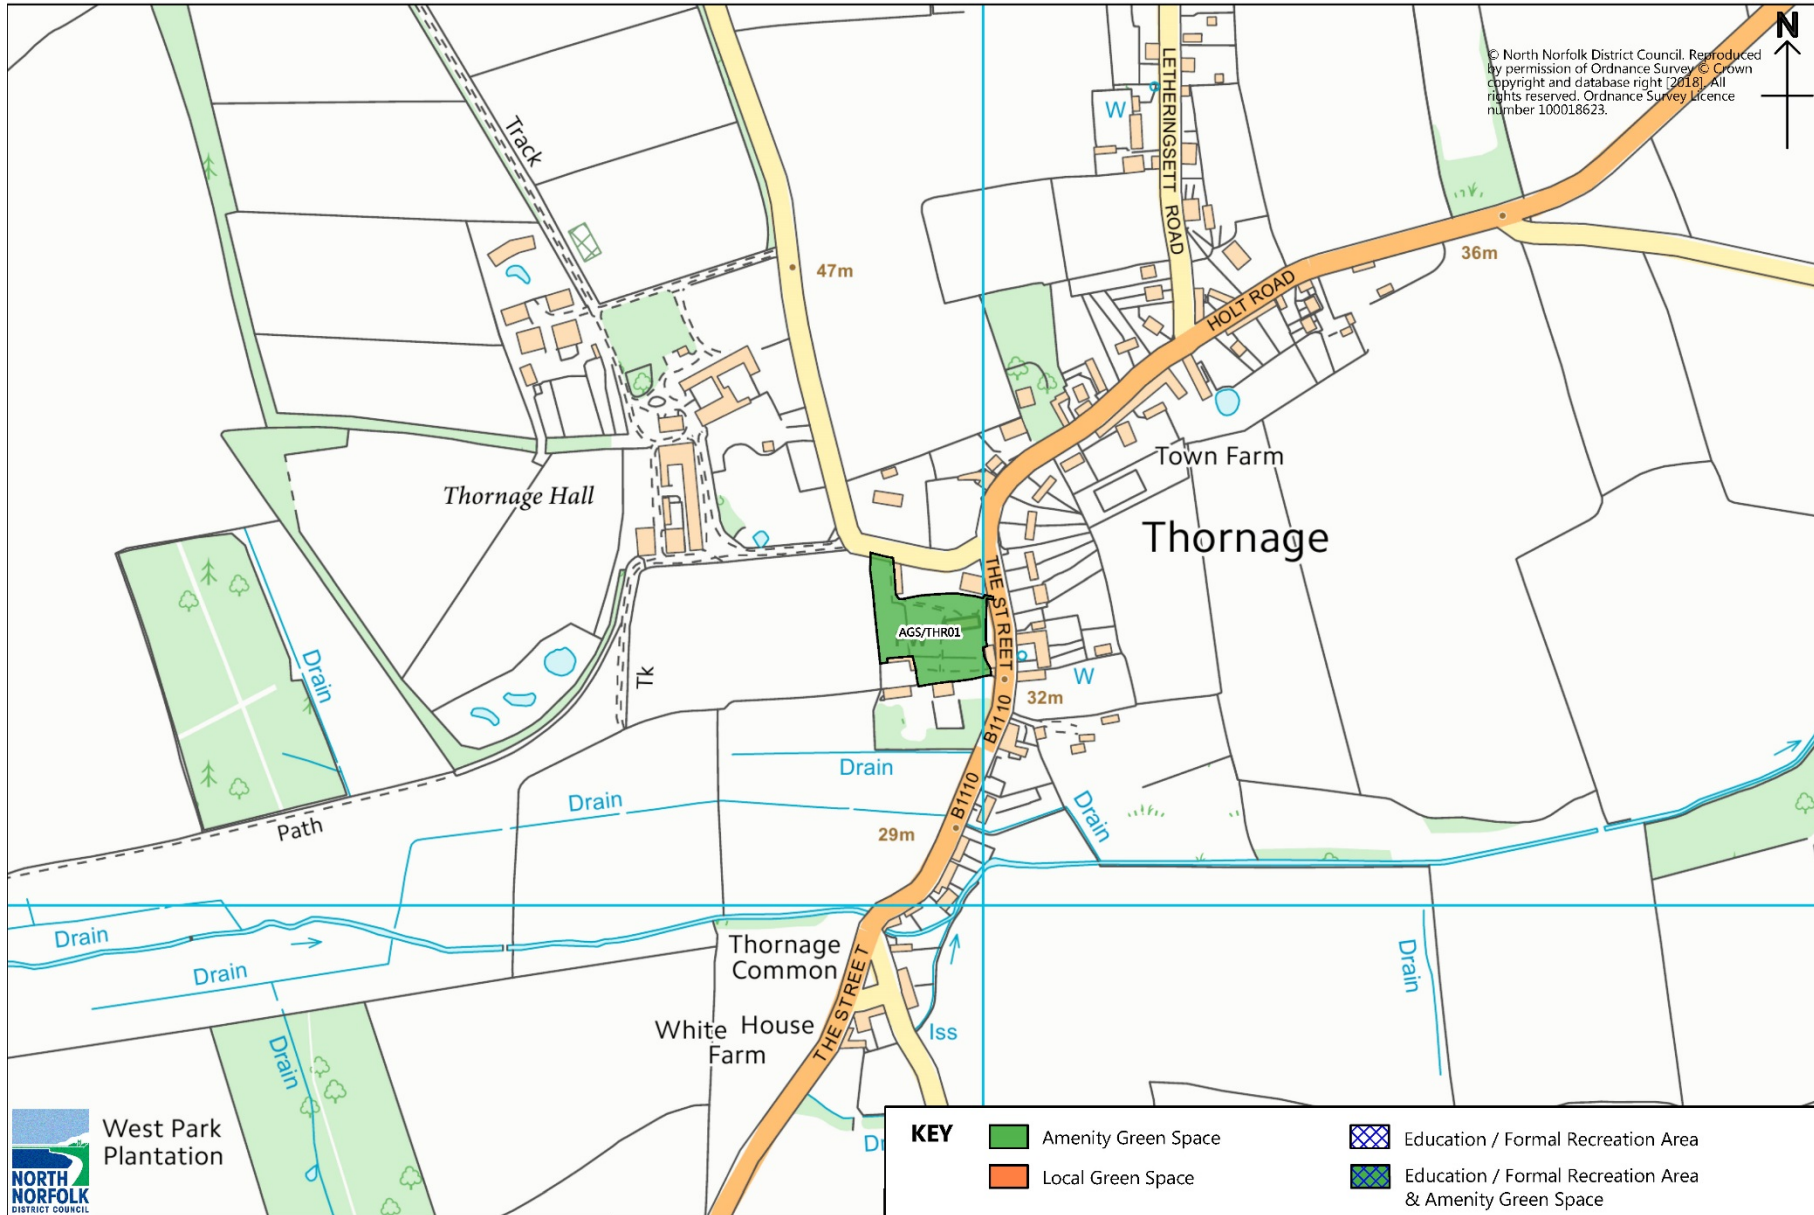 N
© North Norfolk District Council. Reproduced
by permission of Ordnance Survey © Crown
copyright and database right [2018]. All
rights reserved. Ordnance Survey Licence
number 100018623.
Track
LETHERINGSETT ROAD
W
47m
36m
HOLT ROAD
Town Farm
Thornage Hall
Thornage
THE STREET
AGS/THR01
Drain
Tk
W
32m
B1110
Drain
Drain
B1110
Drain
29m
Path
Drain
Drain
Thornage
Common
THE STREET
Drain
White House
Farm
Iss
Drain
West Park
Plantation
Dr
NORTH
NORFOLK
DISTRICT COUNCIL
KEY
Amenity Green Space
Local Green Space
Education / Formal Recreation Area
Education / Formal Recreation Area
& Amenity Green Space